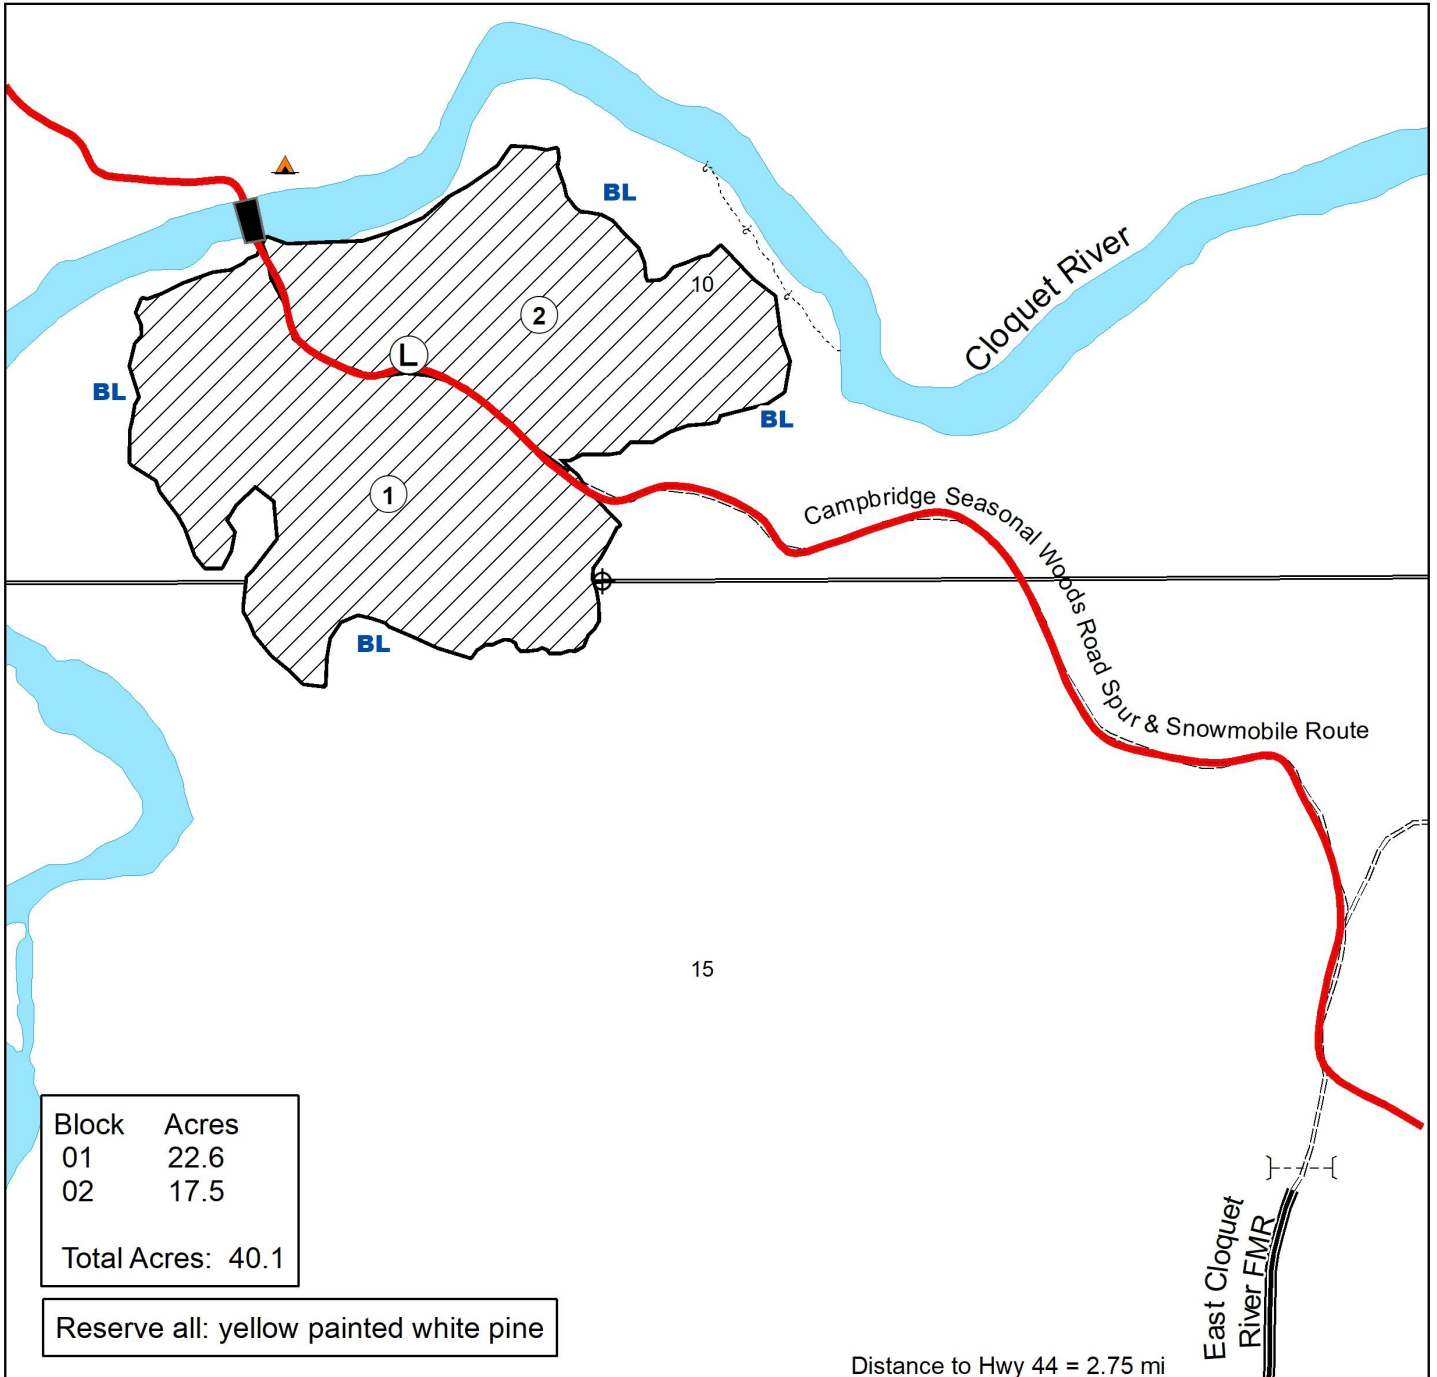 BL
10
2
Cloquet River
L
BL
BL
1
Campbridge Seasonal Woods Road Spur & Snowmobile Route
BL
15
Block Acres
01 22.6
02 17.5
Total Acres: 40.1
East Cloquet
River FMR
Reserve all: yellow painted white pine
Distance to Hwy 44 = 2.75 mi